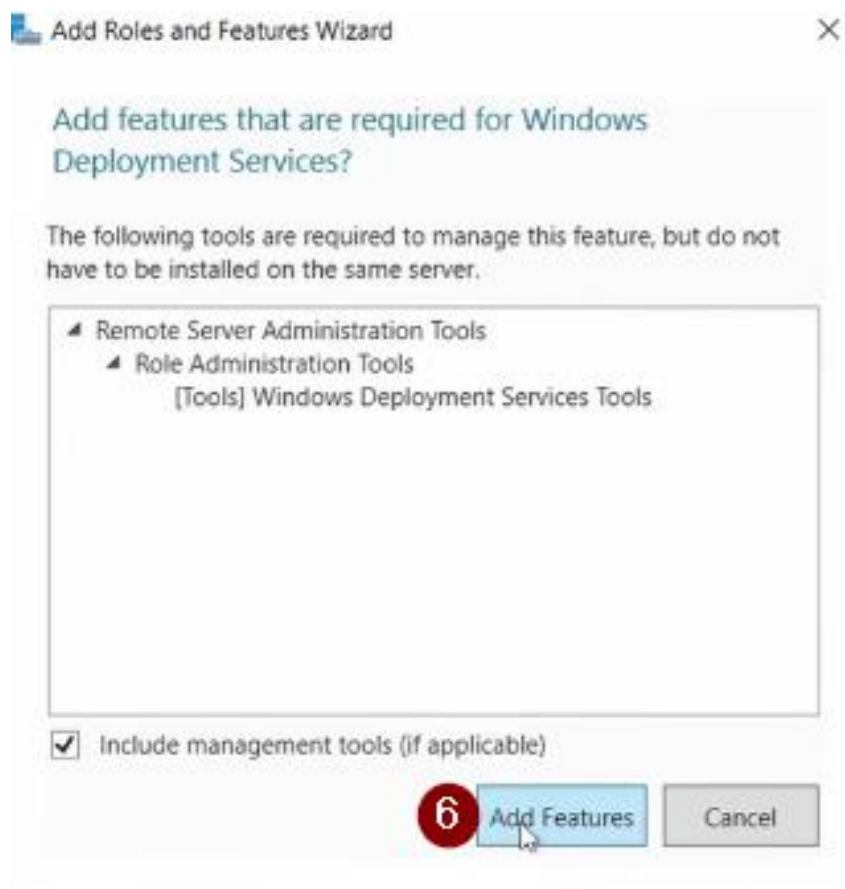 Add Roles and Features Wizard
Add features that are required for Windows
Deployment Services?
The following tools are required to manage this feature, but do not
have to be installed on the same server.
Remote Server Administration Tools
Role Administration Tools
[Tools] Windows Deployment Services Tools
Include management tools (if applicable)
6 Add Features Cancel